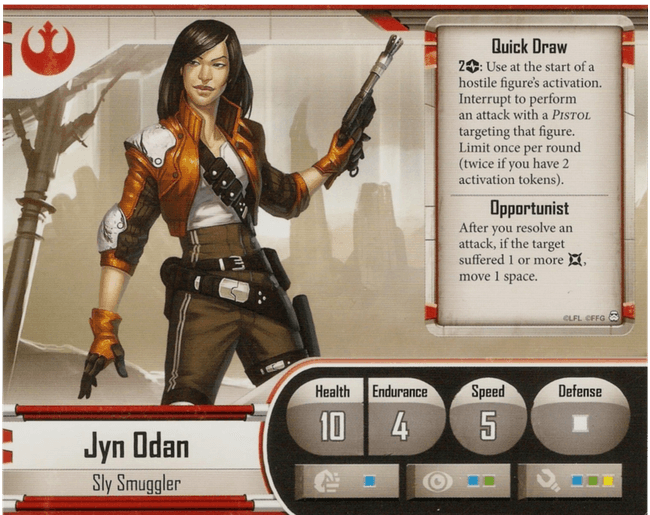 Quick Draw
2: Use at the start of a
hostile figure's activation.
Interrupt to perform
an attack with a PISTOL
targeting that figure.
Limit once per round
(twice if you have 2
activation tokens).
Opportunist
After you resolve an
attack, if the target
suffered 1 or more ,
move 1 space.
©LFL ©FFG
Health Endurance Speed Defense
10 4 5
Jyn Odan
Sly Smuggler